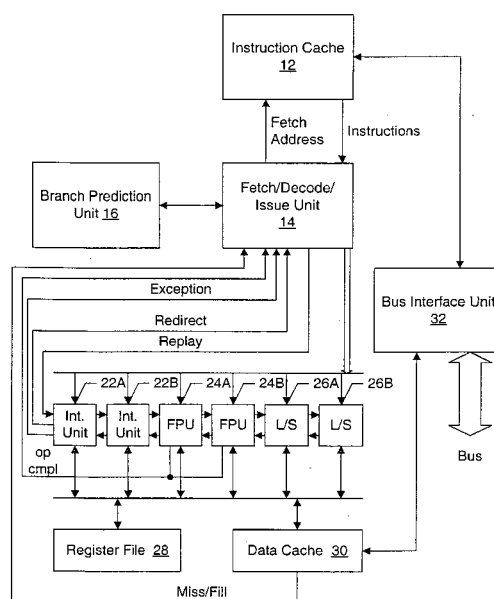 Instruction Cache
12
Fetch
Address
Instructions
Branch Prediction
Unit 16
Fetch/Decode/
Issue Unit
14
Exception
Redirect
Replay
Bus Interface Unit
32
22A
22B
24A
24B
26A
26B
Int.
Unit
Int.
Unit
FPU
FPU
L/S
L/S
op
cmpl
Bus
Register File 28
Data Cache 30
Miss/Fill